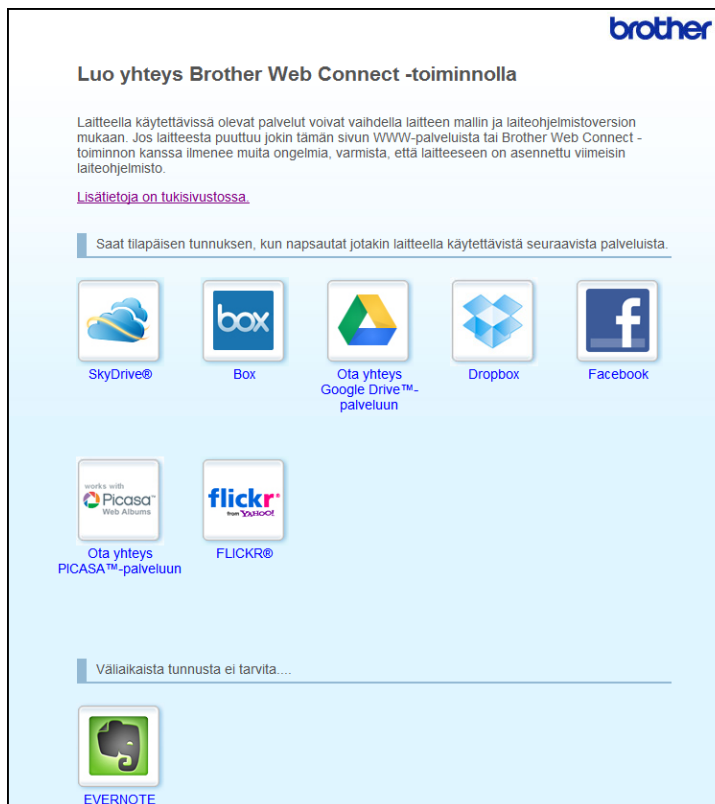 brother
Luo yhteys Brother Web Connect -toiminnolla
Laitteella käytettävissä olevat palvelut voivat vaihdella laitteen mallin ja laiteohjelmistoversion
mukaan. Jos laitteesta puuttuu jokin tämän sivun WWW-palveluista tai Brother Web Connect -
toiminnon kanssa ilmenee muita ongelmia, varmista, että laitteeseen on asennettu viimeisin
laiteohjelmisto.
Lisätietoja on tukisivustossa.
Saat tilapäisen tunnuksen, kun napsautat jotakin laitteella käytettävistä seuraavista palveluista.
box
f
SkyDrive®
Box
Ota yhteys
Google Drive™-
palveluun
Dropbox
Facebook
works with
Picasa™
Web Albums
flickr®
from YAHOO!
Ota yhteys
PICASA™-palveluun
FLICKR®
Väliaikaista tunnusta ei tarvita....
EVERNOTE